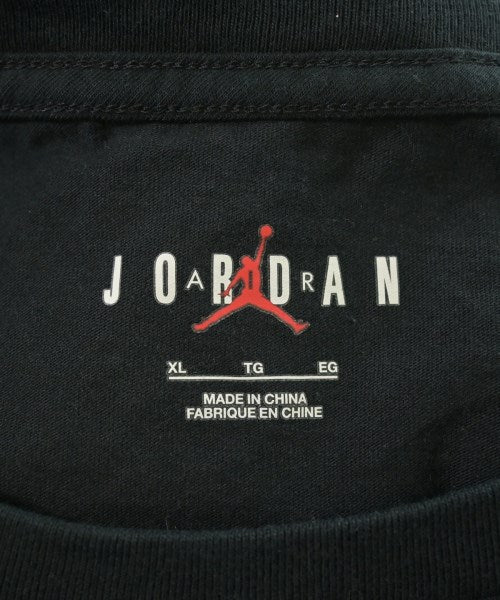 JORDAN
AIR
XL TG EG
MADE IN CHINA
FABRIQUE EN CHINE